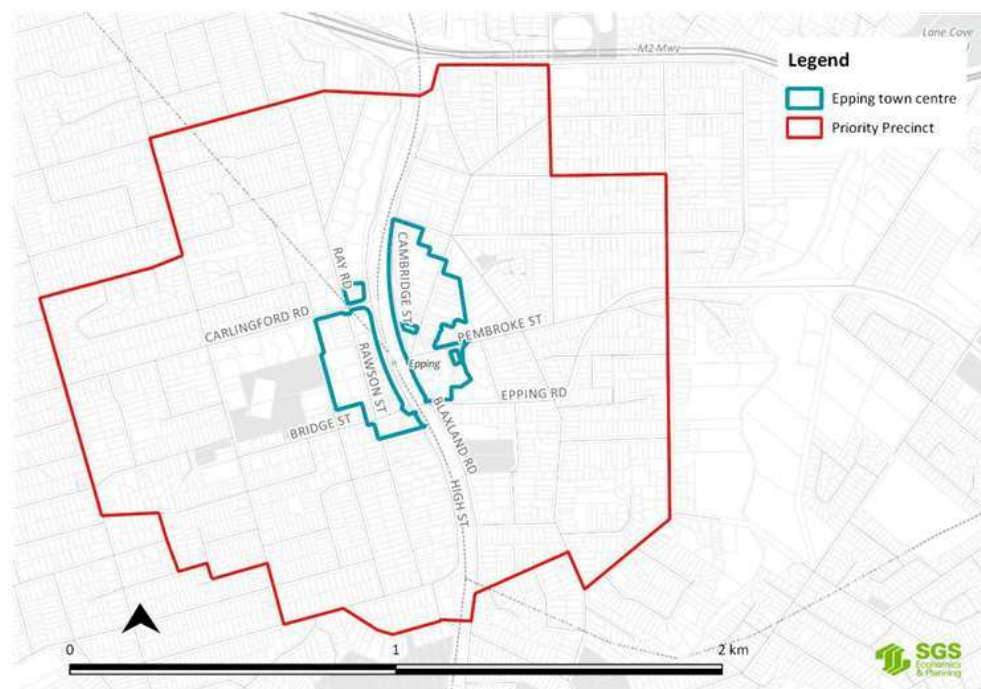 M2 Mwy
Lane Cove
Legend
Epping town centre
Priority Precinct
RAY RD
CAMBRIDGE ST
CARLINGFORD RD
PEMBROKE ST
RAWSON ST
Epping
EPPING RD
BRIDGE ST
BLAXLAND RD
HIGH ST
0
1
2 km
SGS
Economics
& Planning